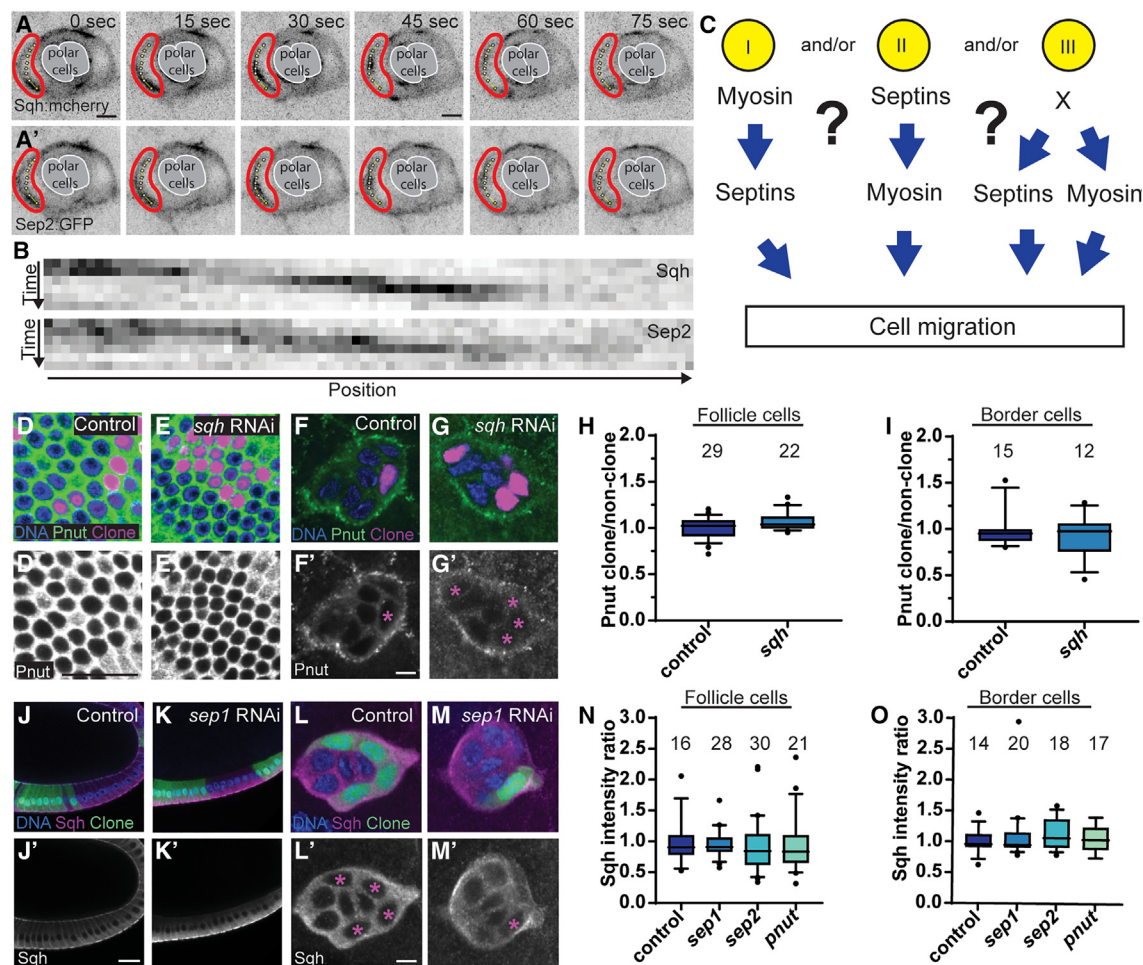 A
0 sec
15 sec
30 sec
45 sec
60 sec
75 sec
polar cells
polar cells
polar cells
polar cells
polar cells
polar cells
Sqh:mcherry
A'
polar cells
polar cells
polar cells
polar cells
polar cells
polar cells
Sep2:GFP
B
Time
Sqh
Time
Sep2
Position
C
I
and/or
II
and/or
III
Myosin
?
Septins
?
X
Septins
Myosin
Septins
Myosin
Cell migration
D
Control
DNA Pnut Clone
E
sqh RNAi
F
Control
DNA Pnut Clone
G
sqh RNAi
D'
Pnut
E'
F'
*
Pnut
G'
*
*
*
*
H
Follicle cells
29
22
Pnut clone/non-clone
2.0
1.5
1.0
0.5
0.0
control
sqh
I
Border cells
15
12
Pnut clone/non-clone
2.0
1.5
1.0
0.5
0.0
control
sqh
J
Control
DNA Sqh Clone
K
sep1 RNAi
L
Control
DNA Sqh Clone
M
sep1 RNAi
J'
Sqh
K'
L'
*
*
*
*
*
Sqh
M'
*
N
Follicle cells
16
28
30
21
Sqh intensity ratio
3.0
2.5
2.0
1.5
1.0
0.5
0.0
control
sep1
sep2
pnut
O
Border cells
14
20
18
17
Sqh intensity ratio
3.0
2.5
2.0
1.5
1.0
0.5
0.0
control
sep1
sep2
pnut